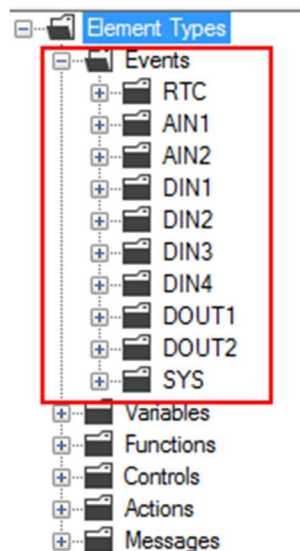 Element Types
Events
RTC
AIN1
AIN2
DIN1
DIN2
DIN3
DIN4
DOUT1
DOUT2
SYS
Variables
Functions
Controls
Actions
Messages